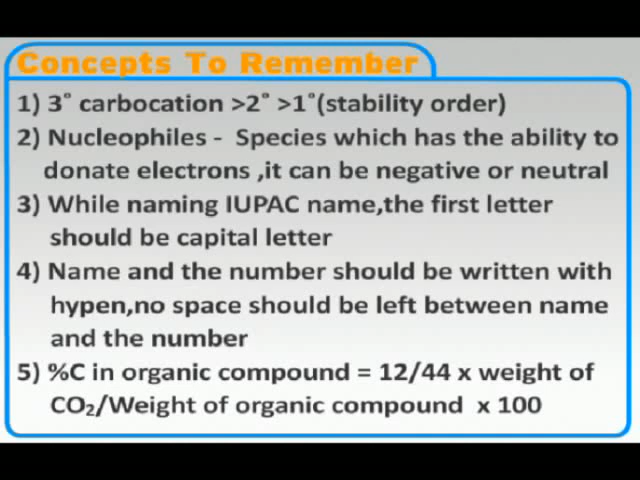 Concepts To Remember
1) 3° carbocation >2° >1°(stability order)
2) Nucleophiles - Species which has the ability to
donate electrons ,it can be negative or neutral
3) While naming IUPAC name,the first letter
should be capital letter
4) Name and the number should be written with
hypen,no space should be left between name
and the number
5) %C in organic compound = 12/44 x weight of
CO₂/Weight of organic compound x 100